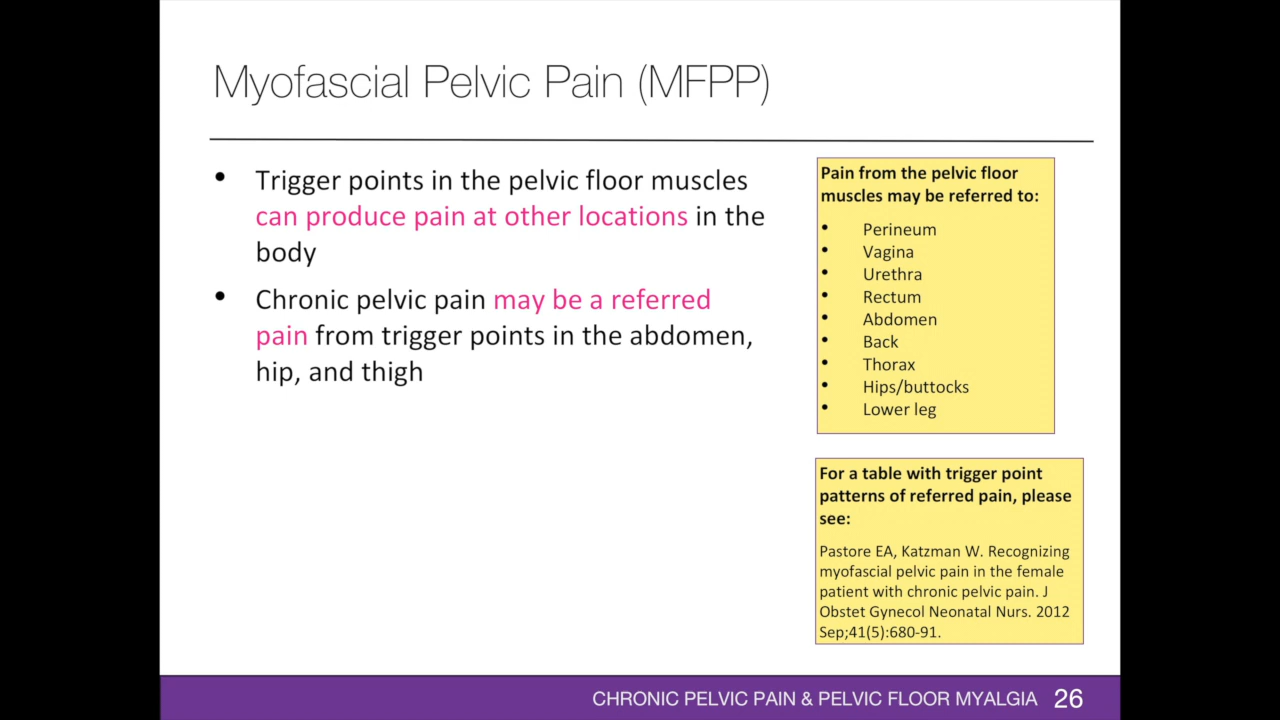 Myofascial Pelvic Pain (MFPP)
• Trigger points in the pelvic floor muscles
can produce pain at other locations in the
body
• Chronic pelvic pain may be a referred
pain from trigger points in the abdomen,
hip, and thigh
Pain from the pelvic floor
muscles may be referred to:
• Perineum
• Vagina
• Urethra
• Rectum
• Abdomen
• Back
• Thorax
• Hips/buttocks
• Lower leg
For a table with trigger point
patterns of referred pain, please
see:
Pastore EA, Katzman W. Recognizing
myofascial pelvic pain in the female
patient with chronic pelvic pain. J
Obstet Gynecol Neonatal Nurs. 2012
Sep;41(5):680-91.
CHRONIC PELVIC PAIN & PELVIC FLOOR MYALGIA 26